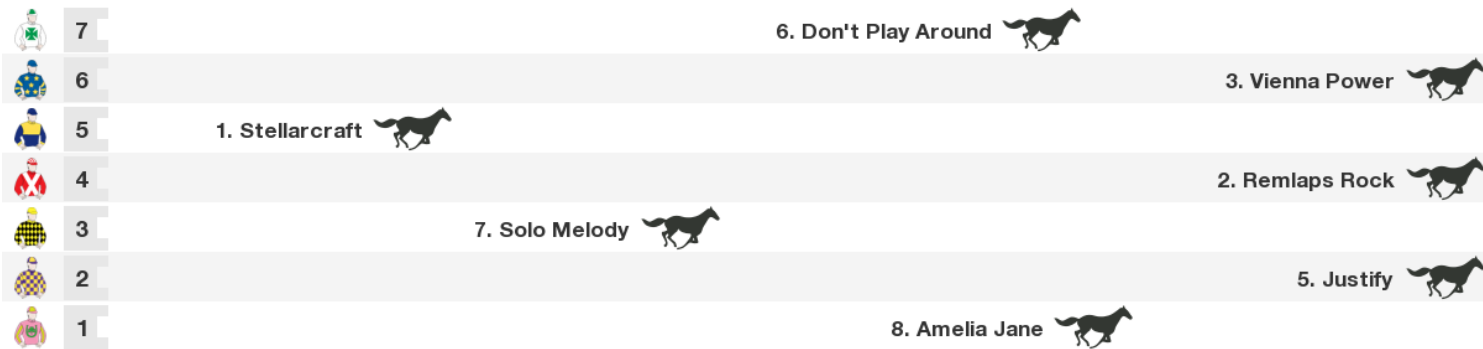 7 6. Don't Play Around
6 3. Vienna Power
5 1. Stellarcraft
4 2. Remlaps Rock
3 7. Solo Melody
2 5. Justify
1 8. Amelia Jane